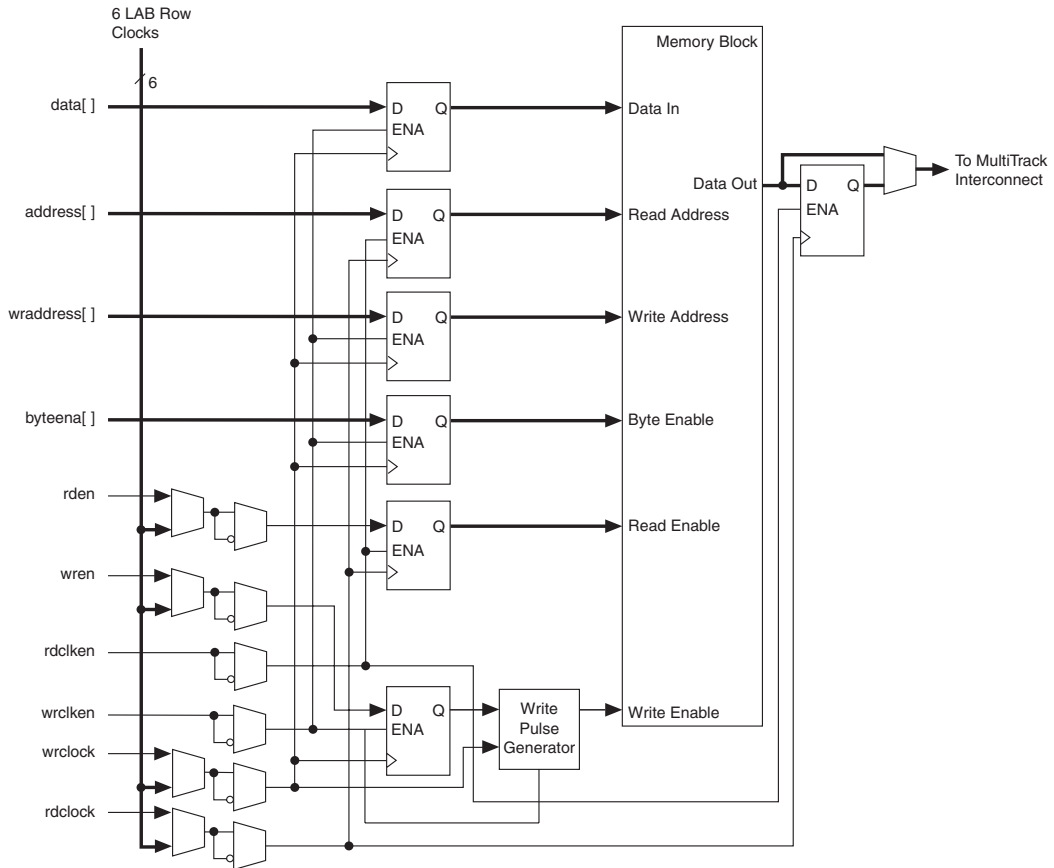 6 LAB Row
Clocks
6
Memory Block
data[ ]
D
Q
ENA
Data In
To MultiTrack
Interconnect
Data Out
D
Q
ENA
address[ ]
D
Q
ENA
Read Address
wraddress[ ]
D
Q
ENA
Write Address
byteena[ ]
D
Q
ENA
Byte Enable
rden
D
Q
ENA
Read Enable
wren
rdclken
wrclken
D
Q
ENA
Write
Pulse
Generator
Write Enable
wrclock
rdclock